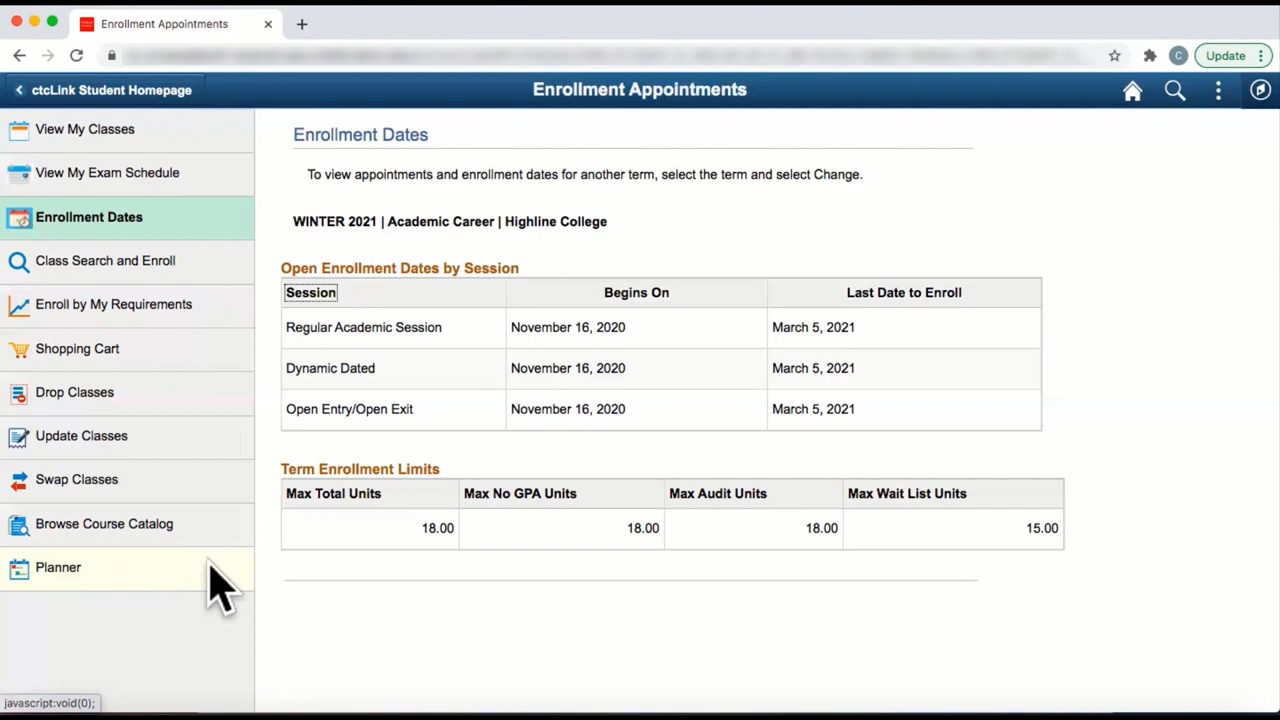 Enrollment Appointments
Update
ctcLink Student Homepage
Enrollment Appointments
View My Classes
View My Exam Schedule
Enrollment Dates
Class Search and Enroll
Enroll by My Requirements
Shopping Cart
Drop Classes
Update Classes
Swap Classes
Browse Course Catalog
Planner
Enrollment Dates
To view appointments and enrollment dates for another term, select the term and select Change.
WINTER 2021 | Academic Career | Highline College
Open Enrollment Dates by Session
Session Begins On Last Date to Enroll
Regular Academic Session November 16, 2020 March 5, 2021
Dynamic Dated November 16, 2020 March 5, 2021
Open Entry/Open Exit November 16, 2020 March 5, 2021
Term Enrollment Limits
Max Total Units Max No GPA Units Max Audit Units Max Wait List Units
18.00 18.00 18.00 15.00
javascript:void(0);